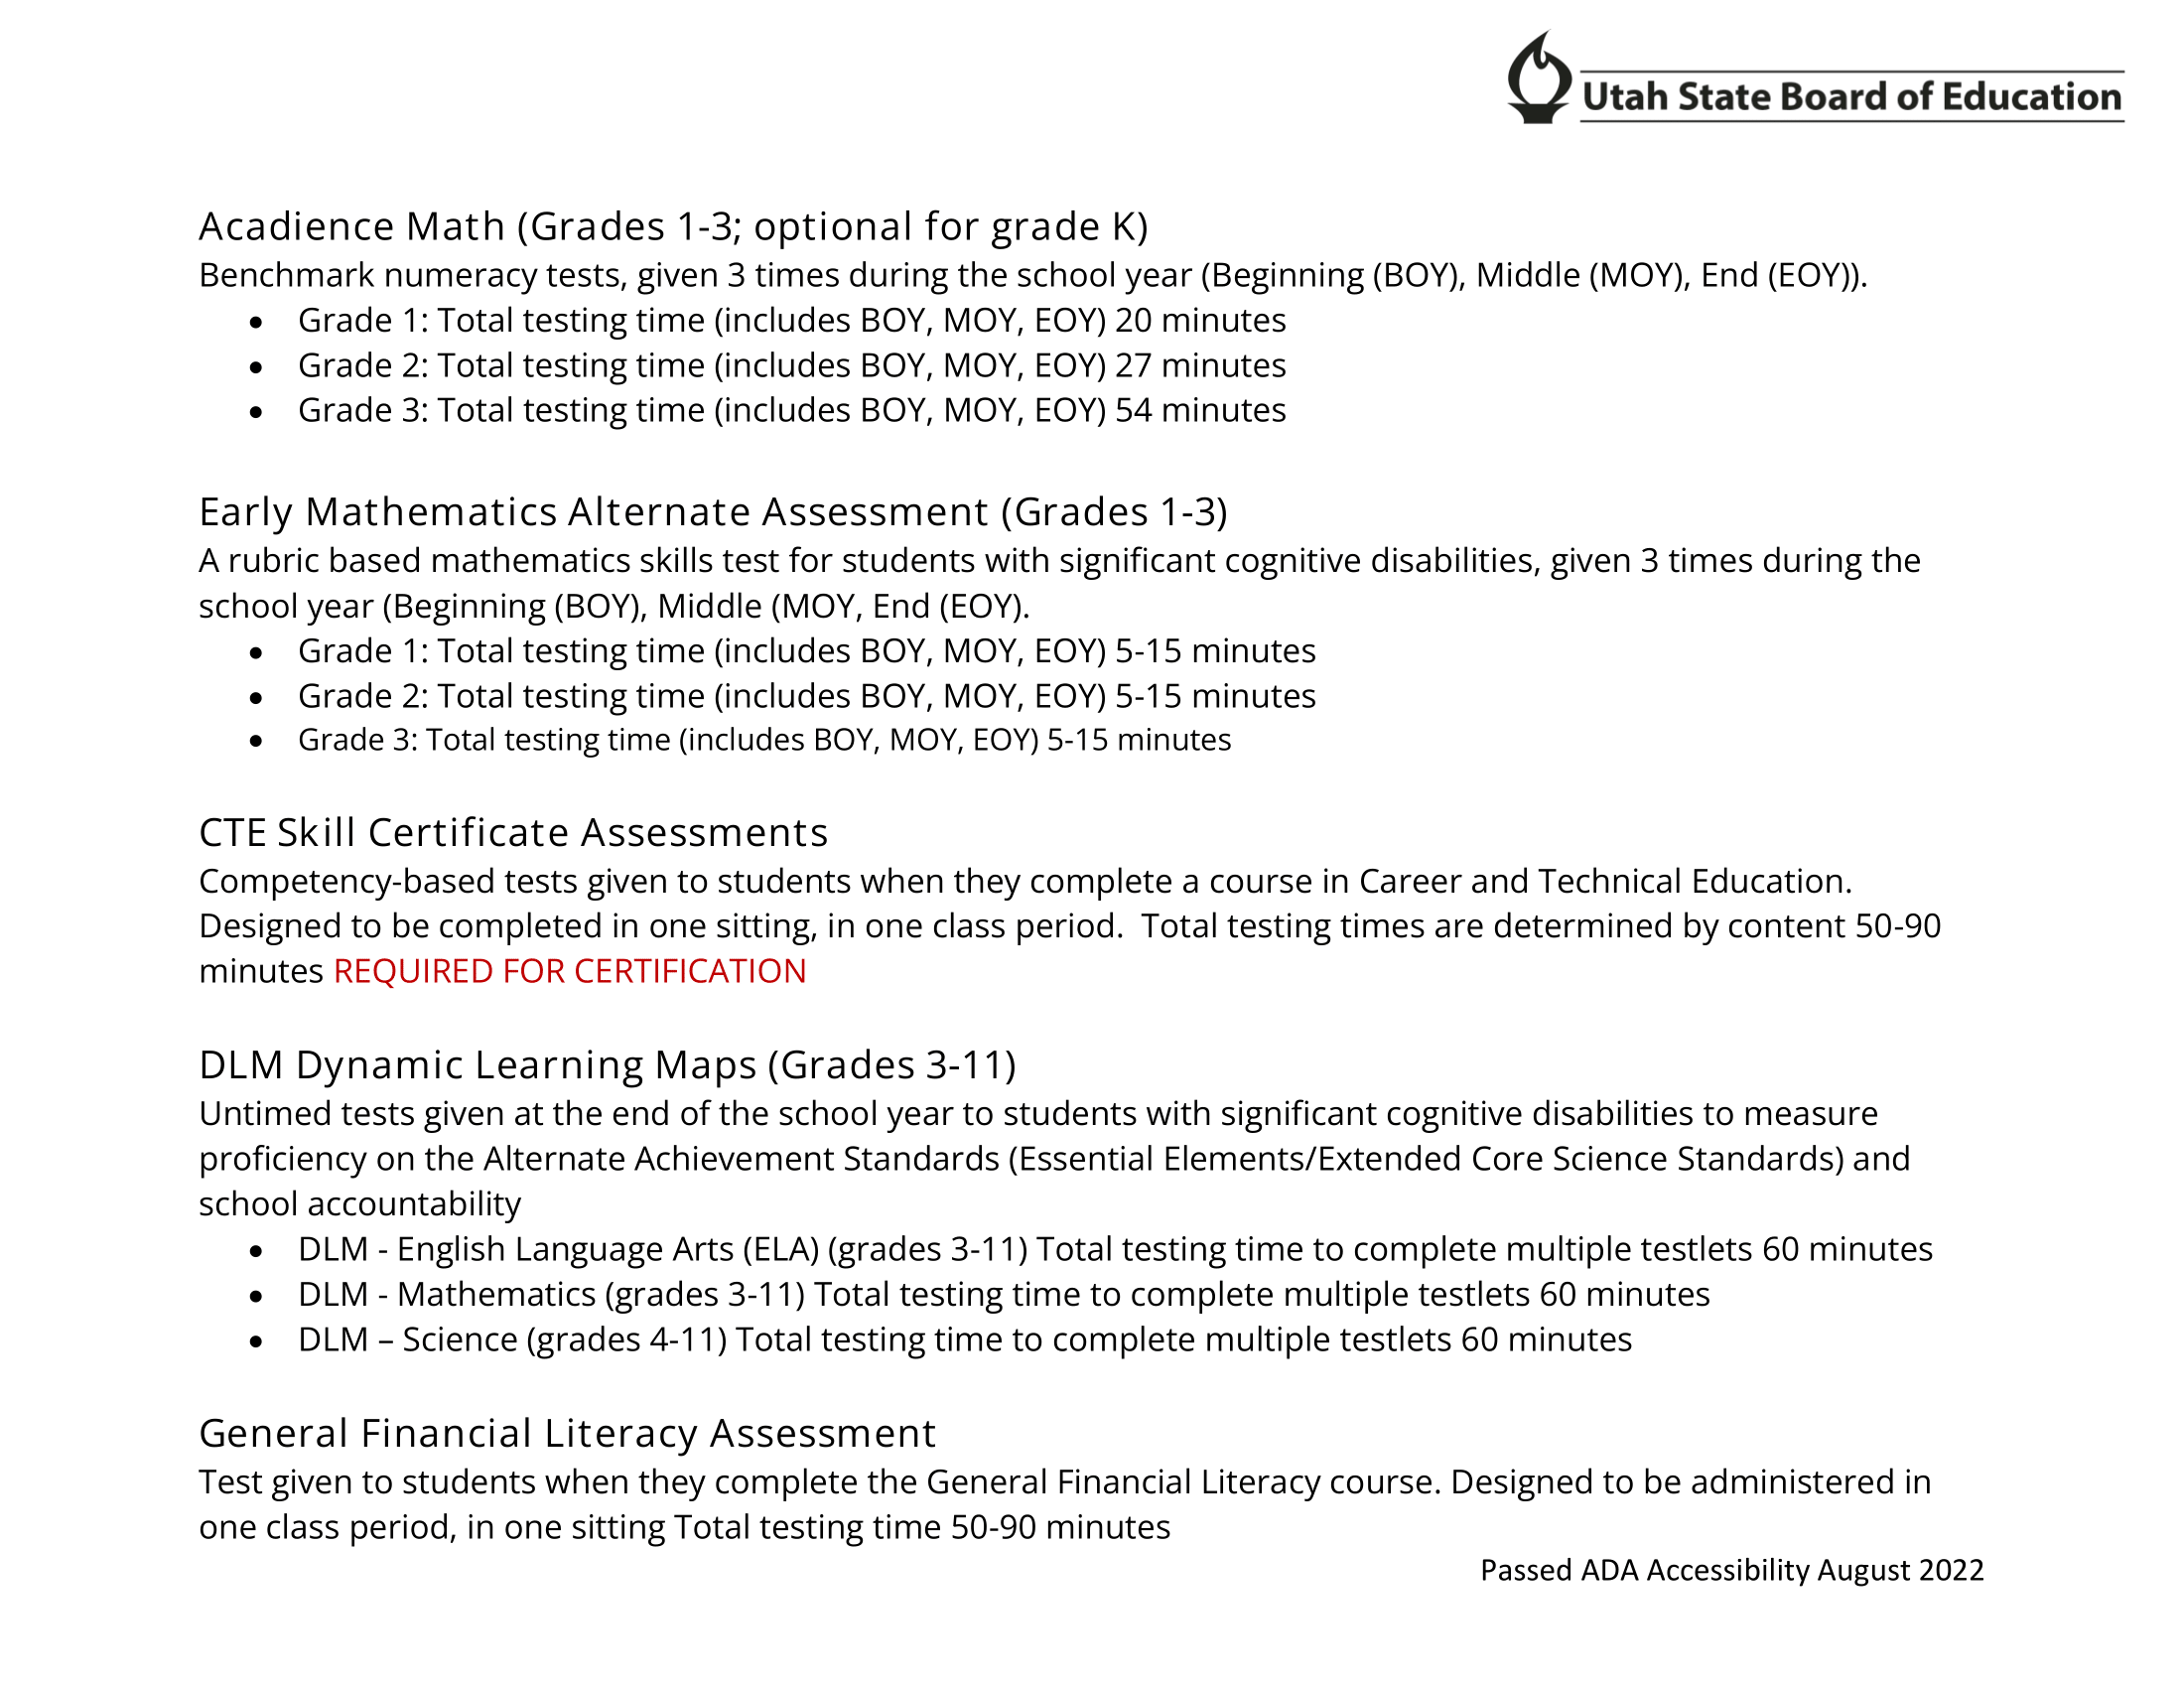 Utah State Board of Education
Acadience Math (Grades 1-3; optional for grade K)
Benchmark numeracy tests, given 3 times during the school year (Beginning (BOY), Middle (MOY), End (EOY)).
• Grade 1: Total testing time (includes BOY, MOY, EOY) 20 minutes
• Grade 2: Total testing time (includes BOY, MOY, EOY) 27 minutes
• Grade 3: Total testing time (includes BOY, MOY, EOY) 54 minutes
Early Mathematics Alternate Assessment (Grades 1-3)
A rubric based mathematics skills test for students with significant cognitive disabilities, given 3 times during the
school year (Beginning (BOY), Middle (MOY, End (EOY).
• Grade 1: Total testing time (includes BOY, MOY, EOY) 5-15 minutes
• Grade 2: Total testing time (includes BOY, MOY, EOY) 5-15 minutes
• Grade 3: Total testing time (includes BOY, MOY, EOY) 5-15 minutes
CTE Skill Certificate Assessments
Competency-based tests given to students when they complete a course in Career and Technical Education.
Designed to be completed in one sitting, in one class period.  Total testing times are determined by content 50-90
minutes REQUIRED FOR CERTIFICATION
DLM Dynamic Learning Maps (Grades 3-11)
Untimed tests given at the end of the school year to students with significant cognitive disabilities to measure
proficiency on the Alternate Achievement Standards (Essential Elements/Extended Core Science Standards) and
school accountability
• DLM - English Language Arts (ELA) (grades 3-11) Total testing time to complete multiple testlets 60 minutes
• DLM - Mathematics (grades 3-11) Total testing time to complete multiple testlets 60 minutes
• DLM – Science (grades 4-11) Total testing time to complete multiple testlets 60 minutes
General Financial Literacy Assessment
Test given to students when they complete the General Financial Literacy course. Designed to be administered in
one class period, in one sitting Total testing time 50-90 minutes
Passed ADA Accessibility August 2022